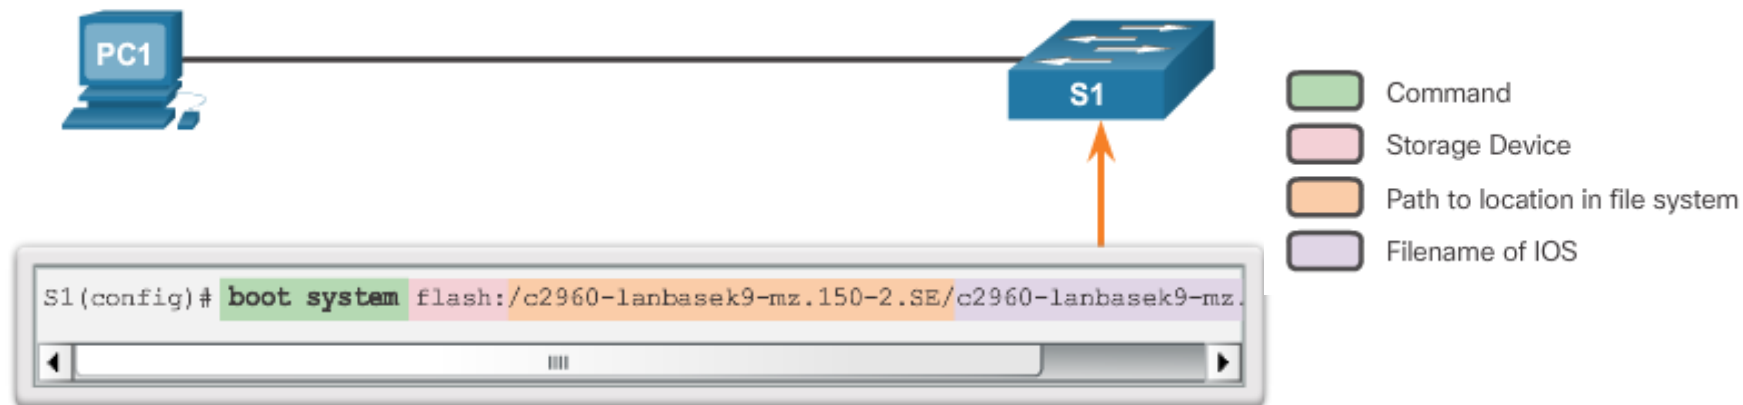 PC1
S1
Command
Storage Device
Path to location in file system
Filename of IOS
S1(config)# boot system flash:/c2960-lanbasek9-mz.150-2.SE/c2960-lanbasek9-mz.